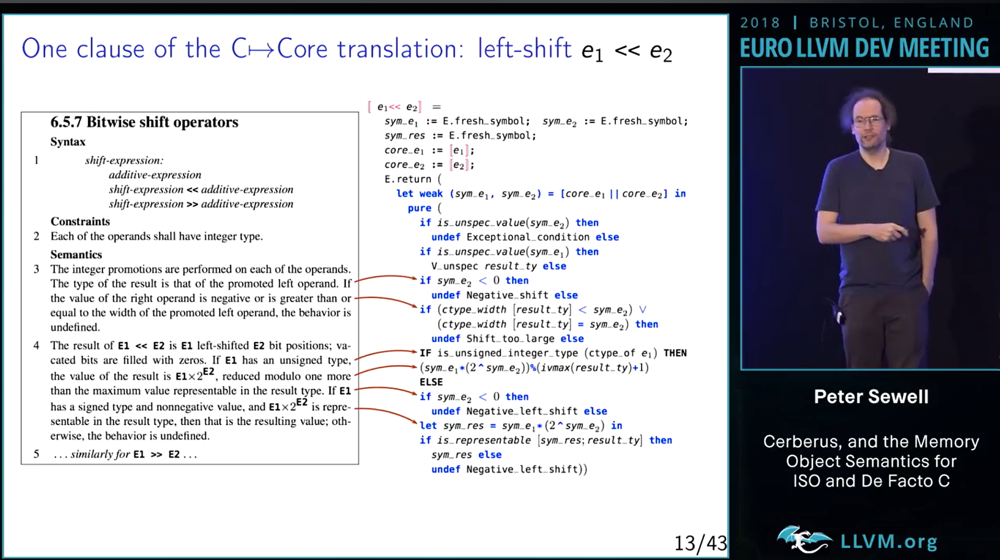 One clause of the C↦Core translation: left-shift e₁ << e₂
6.5.7 Bitwise shift operators
Syntax
1 shift-expression:
additive-expression
shift-expression << additive-expression
shift-expression >> additive-expression
Constraints
2 Each of the operands shall have integer type.
Semantics
3 The integer promotions are performed on each of the operands.
The type of the result is that of the promoted left operand. If
the value of the right operand is negative or is greater than or
equal to the width of the promoted left operand, the behavior is
undefined.
4 The result of E1 << E2 is E1 left-shifted E2 bit positions; va-
cated bits are filled with zeros. If E1 has an unsigned type,
the value of the result is E1×2^E2, reduced modulo one more
than the maximum value representable in the result type. If E1
has a signed type and nonnegative value, and E1×2^E2 is repre-
sentable in the result type, then that is the resulting value; oth-
erwise, the behavior is undefined.
5 ...similarly for E1 >> E2 ...
[ e₁<< e₂] =
sym_e₁ := E.fresh_symbol; sym_e₂ := E.fresh_symbol;
sym_res := E.fresh_symbol;
core_e₁ := [e₁];
core_e₂ := [e₂];
E.return (
let weak (sym_e₁, sym_e₂) = [core_e₁ || core_e₂] in
pure (
if is_unspec_value(sym_e₂) then
undef Exceptional_condition else
if is_unspec_value(sym_e₁) then
V_unspec result_ty else
if sym_e₂ < 0 then
undef Negative_shift else
if (ctype_width [result_ty] < sym_e₂) ∨
(ctype_width [result_ty] = sym_e₂) then
undef Shift_too_large else
IF is_unsigned_integer_type (ctype_of e₁) THEN
(sym_e₁*(2^sym_e₂))%(ivmax(result_ty)+1)
ELSE
if sym_e₂ < 0 then
undef Negative_left_shift else
let sym_res = sym_e₁*(2^sym_e₂) in
if is_representable [sym_res; result_ty] then
sym_res else
undef Negative_left_shift))
13/43
2018 | BRISTOL, ENGLAND
EURO LLVM DEV MEETING
Peter Sewell
Cerberus, and the Memory
Object Semantics for
ISO and De Facto C
LLVM.org